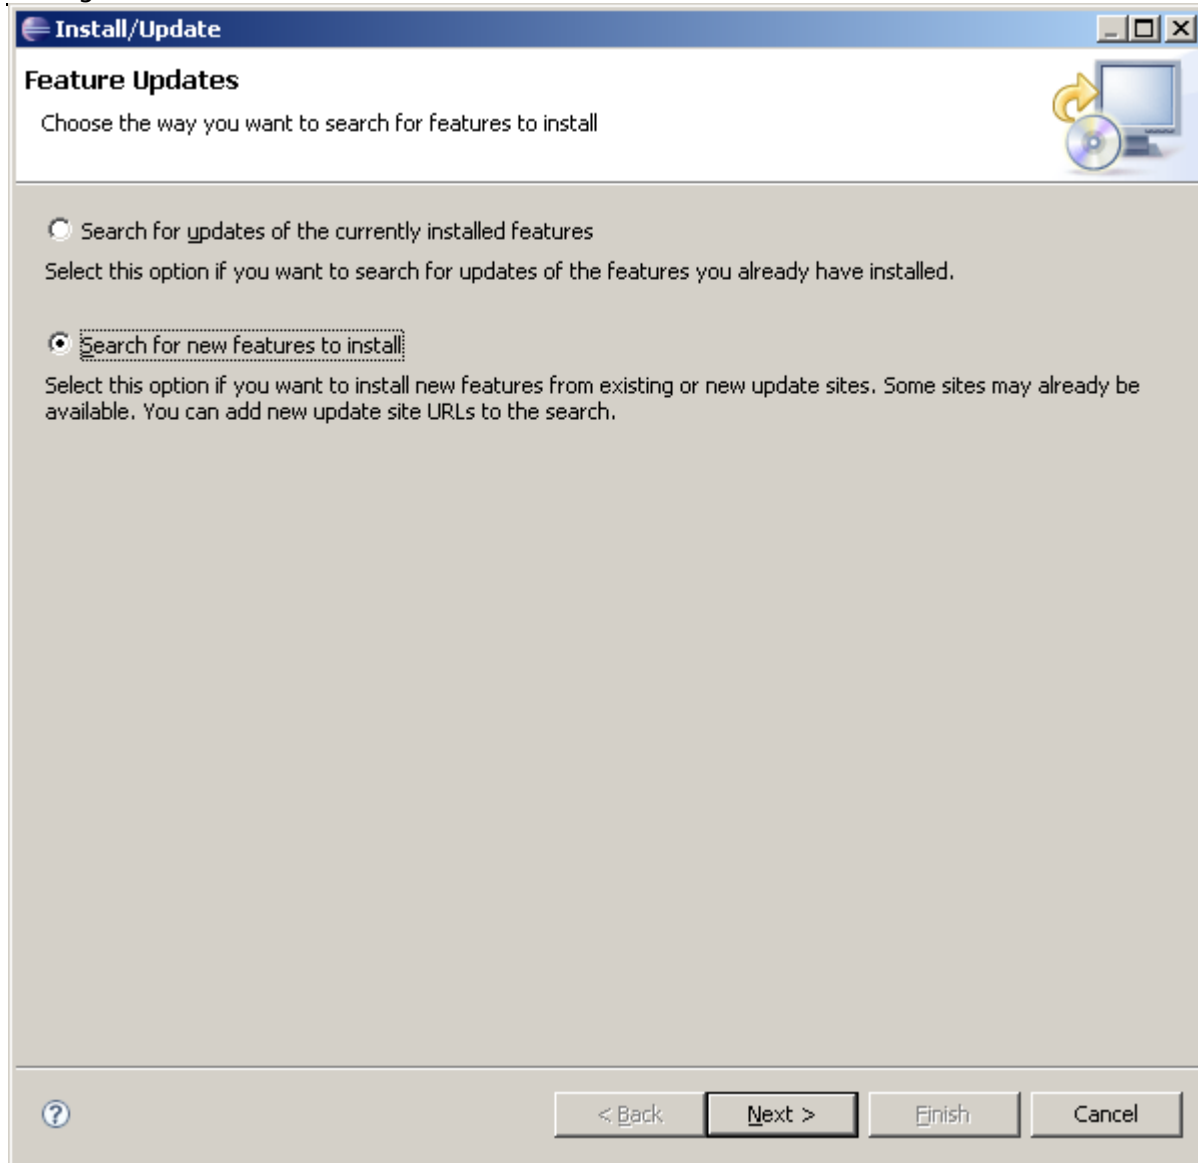 Install/Update
Feature Updates
Choose the way you want to search for features to install
Search for updates of the currently installed features
Select this option if you want to search for updates of the features you already have installed.
Search for new features to install
Select this option if you want to install new features from existing or new update sites. Some sites may already be
available. You can add new update site URLs to the search.
? < Back Next > Finish Cancel